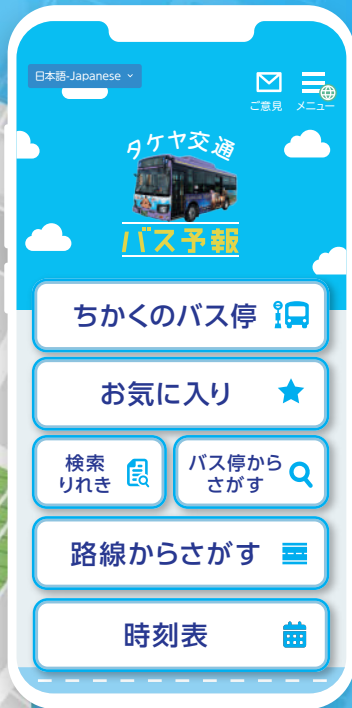 日本語-Japanese
ご意見 メニュー
タケヤ交通
バス予報
ちかくのバス停
お気に入り
検索
りれき
バス停から
さがす
路線からさがす
時刻表